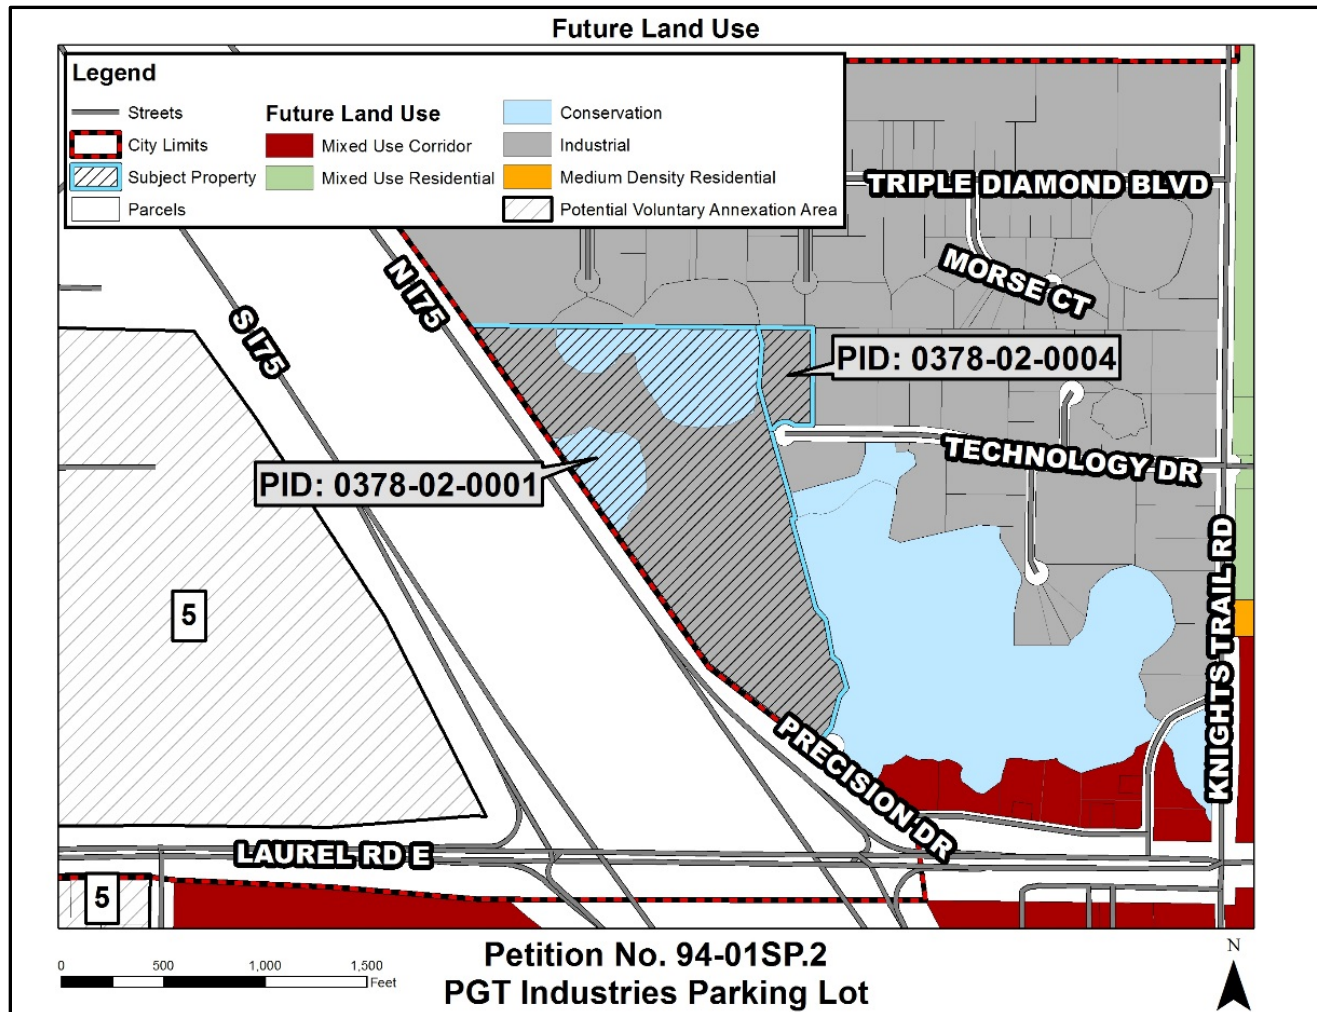 Future Land Use
Legend
Streets
City Limits
Subject Property
Parcels
Future Land Use
Mixed Use Corridor
Mixed Use Residential
Conservation
Industrial
Medium Density Residential
Potential Voluntary Annexation Area
TRIPLE DIAMOND BLVD
MORSE CT
N I75
S I75
PID: 0378-02-0004
TECHNOLOGY DR
PID: 0378-02-0001
KNIGHTS TRAIL RD
5
PRECISION DR
LAUREL RD E
5
Petition No. 94-01SP.2
PGT Industries Parking Lot
0 500 1,000 1,500
Feet
N